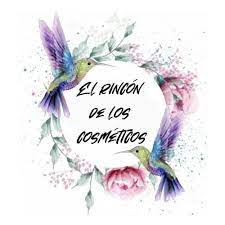 El rincón
de los
cosméticos